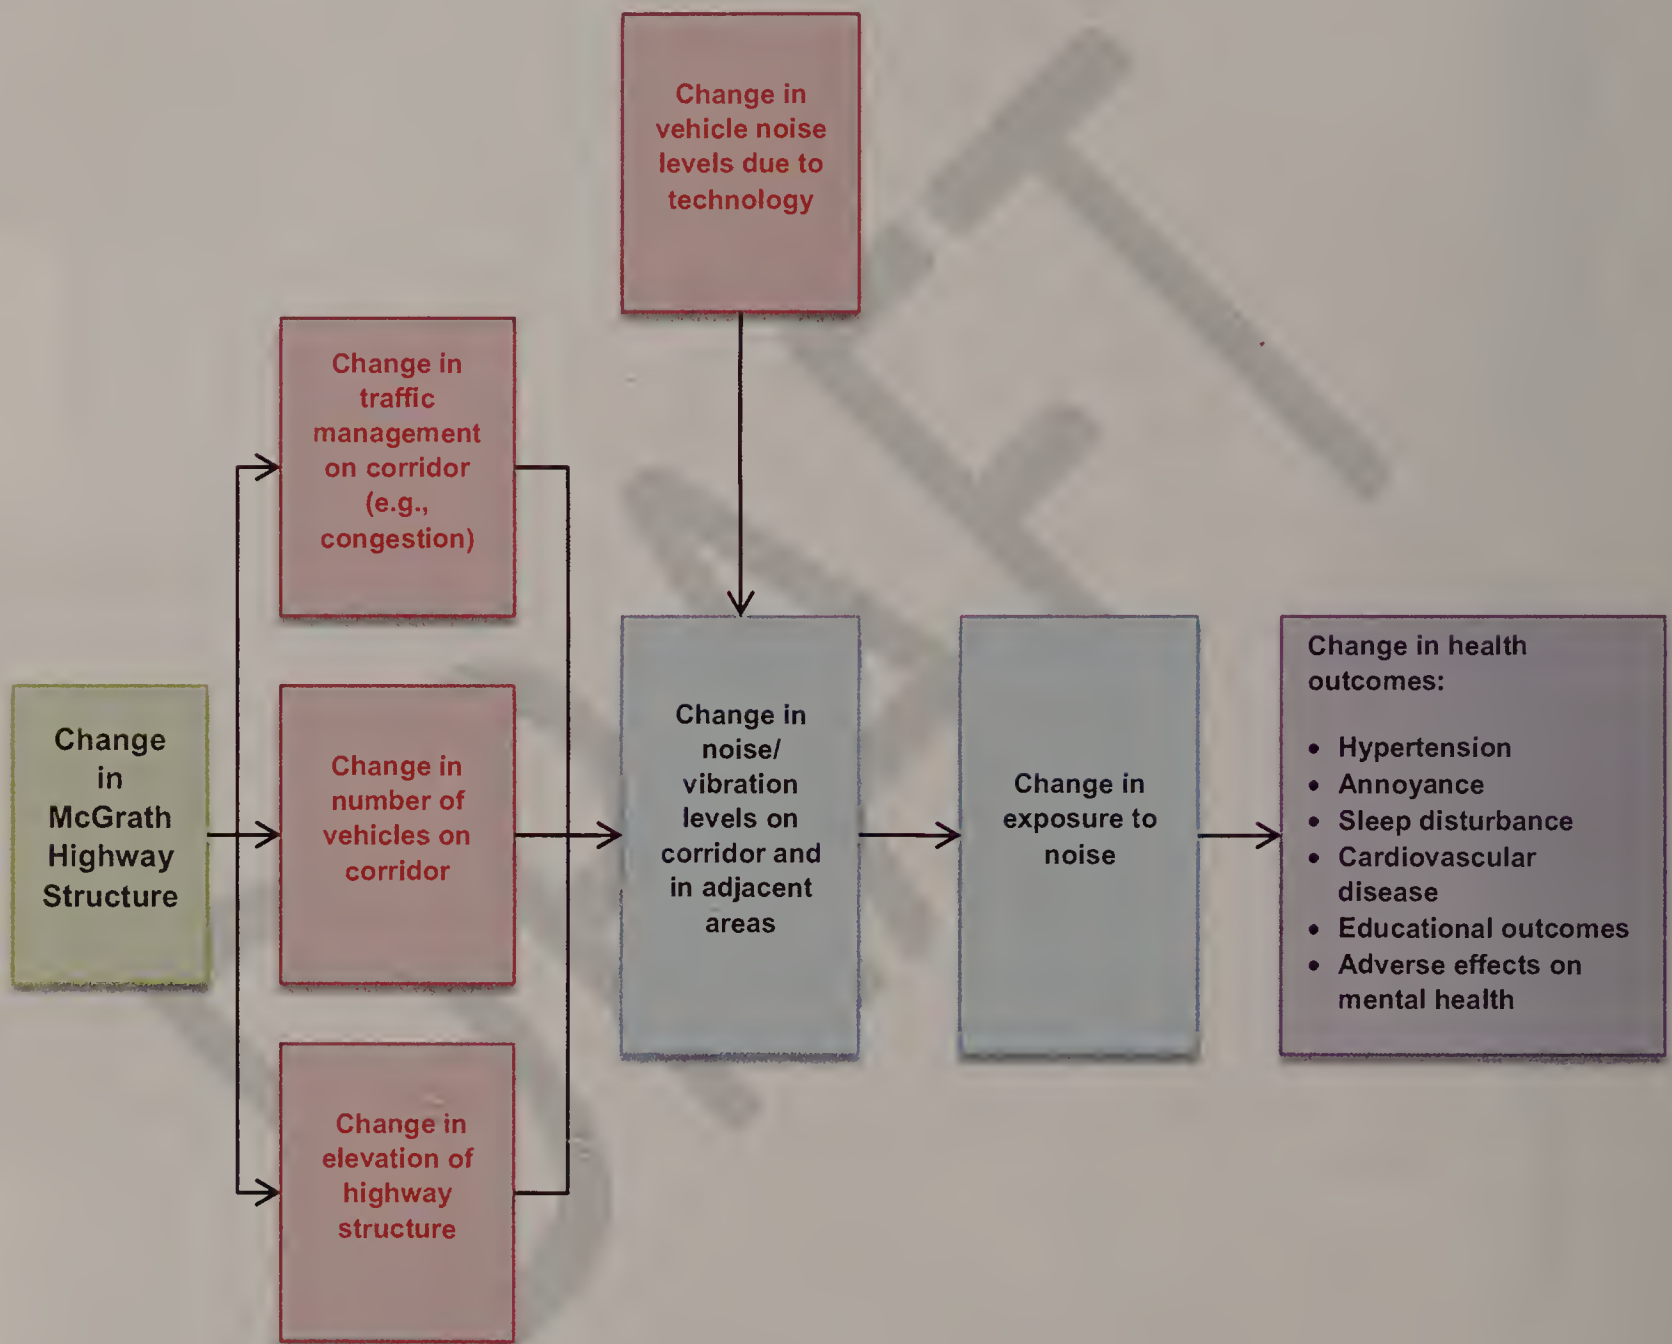 Change in
vehicle noise
levels due to
technology
Change in
traffic
management
on corridor
(e.g.,
congestion)
Change
in
McGrath
Highway
Structure
Change in
number of
vehicles on
corridor
Change in
elevation of
highway
structure
Change in
noise/
vibration
levels on
corridor and
in adjacent
areas
Change in
exposure to
noise
Change in health
outcomes:
• Hypertension
• Annoyance
• Sleep disturbance
• Cardiovascular
disease
• Educational outcomes
• Adverse effects on
mental health
DRAFT